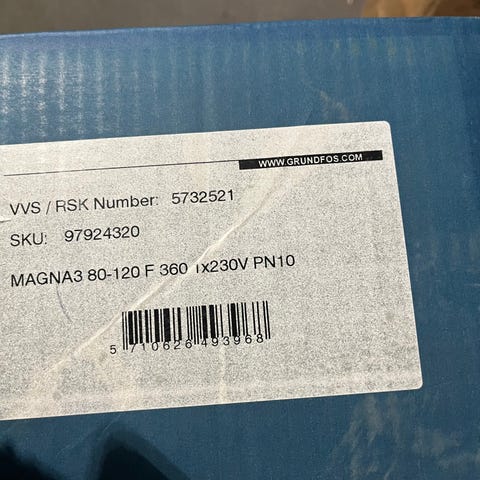 WWW.GRUNDFOS.COM
VVS / RSK Number: 5732521
SKU: 97924320
MAGNA3 80-120 F 360 1x230V PN10
5 710626 493968